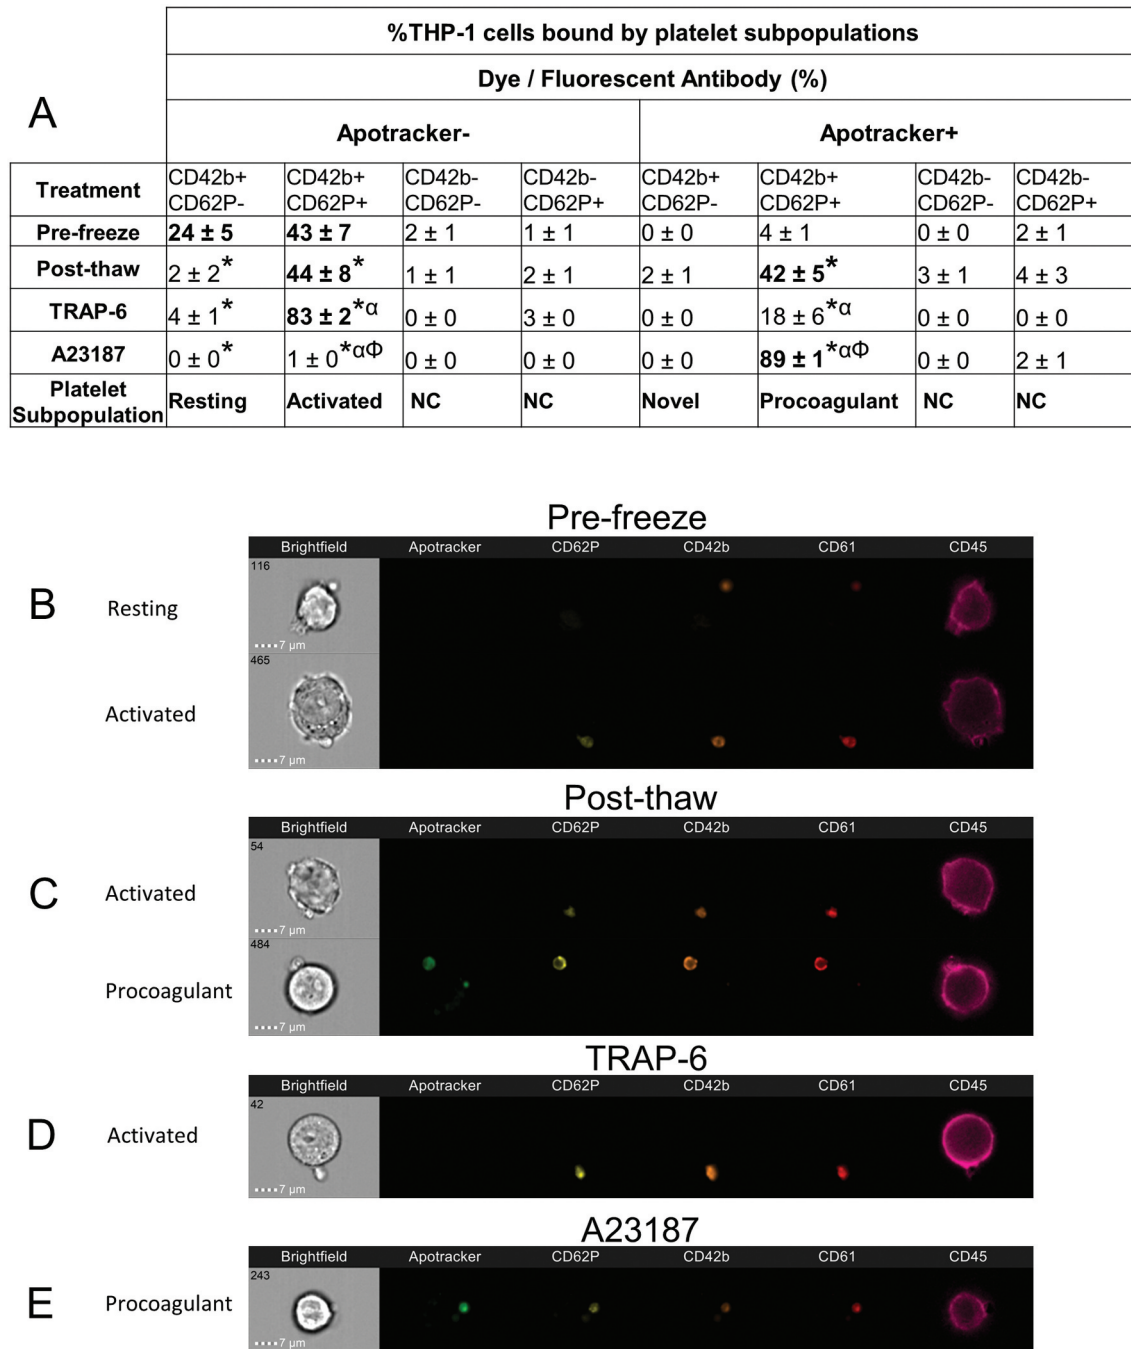 %THP-1 cells bound by platelet subpopulations
Dye / Fluorescent Antibody (%)
A
Apotracker- Apotracker+
Treatment CD42b+ CD62P- CD42b+ CD62P+ CD42b- CD62P- CD42b- CD62P+ CD42b+ CD62P- CD42b+ CD62P+ CD42b- CD62P- CD42b- CD62P+
Pre-freeze 24 ± 5 43 ± 7 2 ± 1 1 ± 1 0 ± 0 4 ± 1 0 ± 0 2 ± 1
Post-thaw 2 ± 2* 44 ± 8* 1 ± 1 2 ± 1 2 ± 1 42 ± 5* 3 ± 1 4 ± 3
TRAP-6 4 ± 1* 83 ± 2*α 0 ± 0 3 ± 0 0 ± 0 18 ± 6*α 0 ± 0 0 ± 0
A23187 0 ± 0* 1 ± 0*αΦ 0 ± 0 0 ± 0 0 ± 0 89 ± 1*αΦ 0 ± 0 2 ± 1
Platelet Subpopulation Resting Activated NC NC Novel Procoagulant NC NC
Pre-freeze
Brightfield Apotracker CD62P CD42b CD61 CD45
116
B Resting
7 µm
465
Activated
7 µm
Post-thaw
Brightfield Apotracker CD62P CD42b CD61 CD45
54
C Activated
7 µm
484
Procoagulant
7 µm
TRAP-6
Brightfield Apotracker CD62P CD42b CD61 CD45
42
D Activated
7 µm
A23187
Brightfield Apotracker CD62P CD42b CD61 CD45
243
E Procoagulant
7 µm